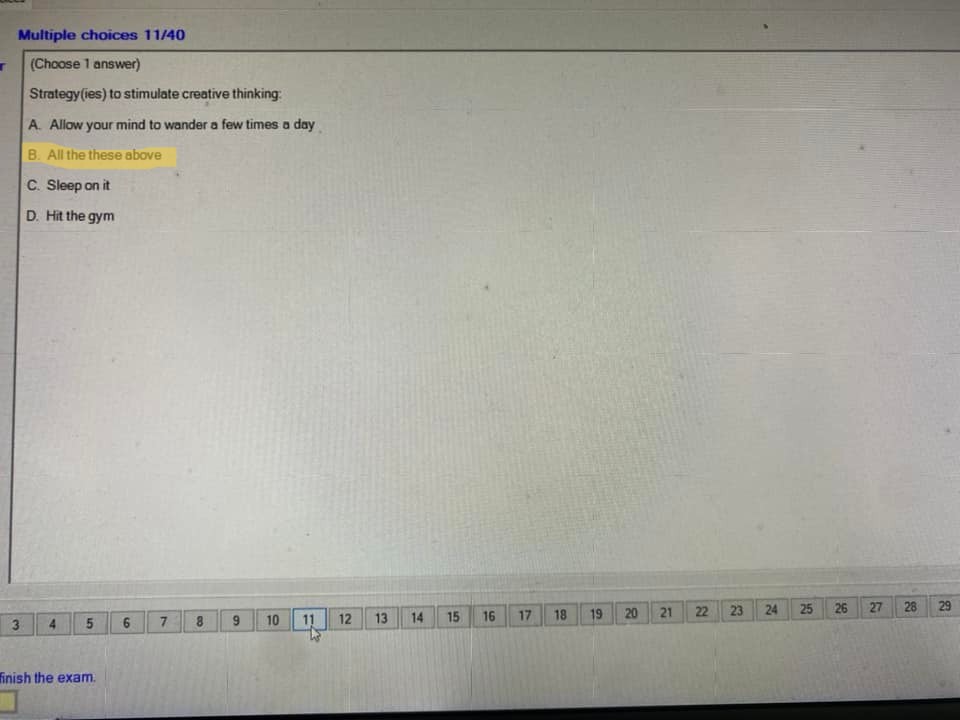 Multiple choices 11/40
(Choose 1 answer)
Strategy(ies) to stimulate creative thinking:
A. Allow your mind to wander a few times a day
B. All the these above
C. Sleep on it
D. Hit the gym
3 4 5 6 7 8 9 10 11 12 13 14 15 16 17 18 19 20 21 22 23 24 25 26 27 28 29
finish the exam.